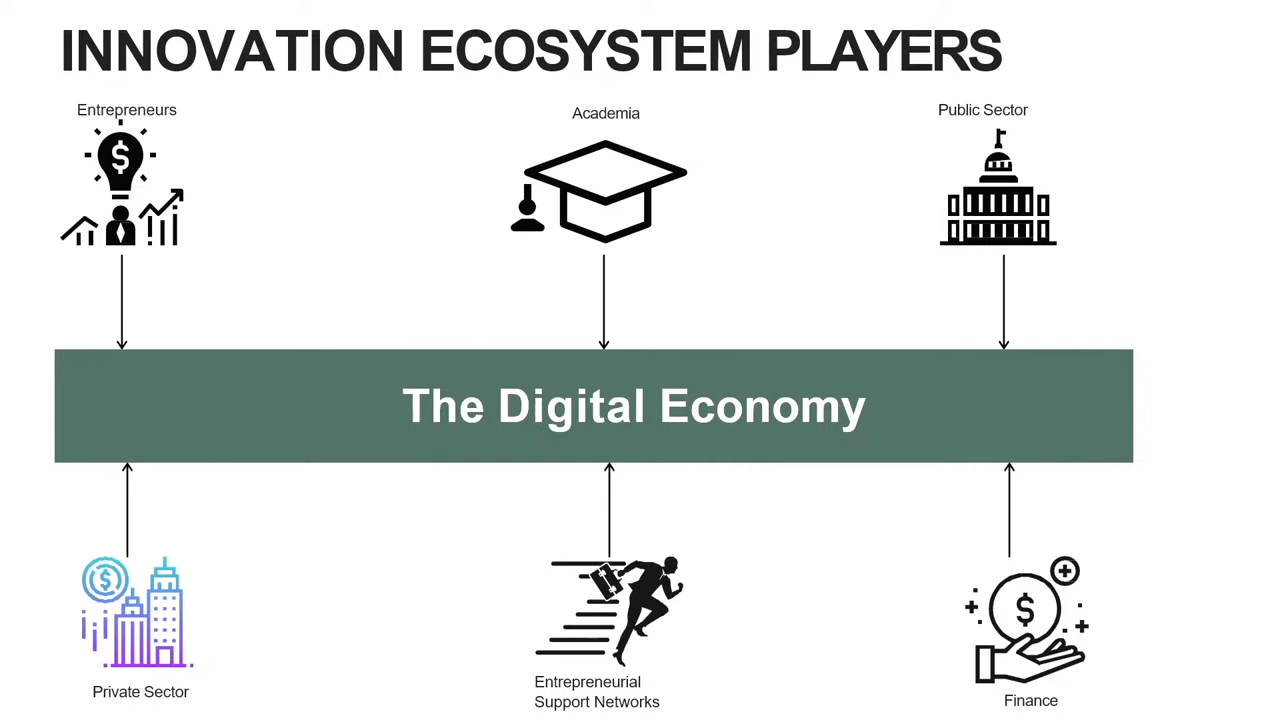 INNOVATION ECOSYSTEM PLAYERS
Entrepreneurs
Academia
Public Sector
$
The Digital Economy
$
$
Private Sector
Entrepreneurial
Support Networks
Finance